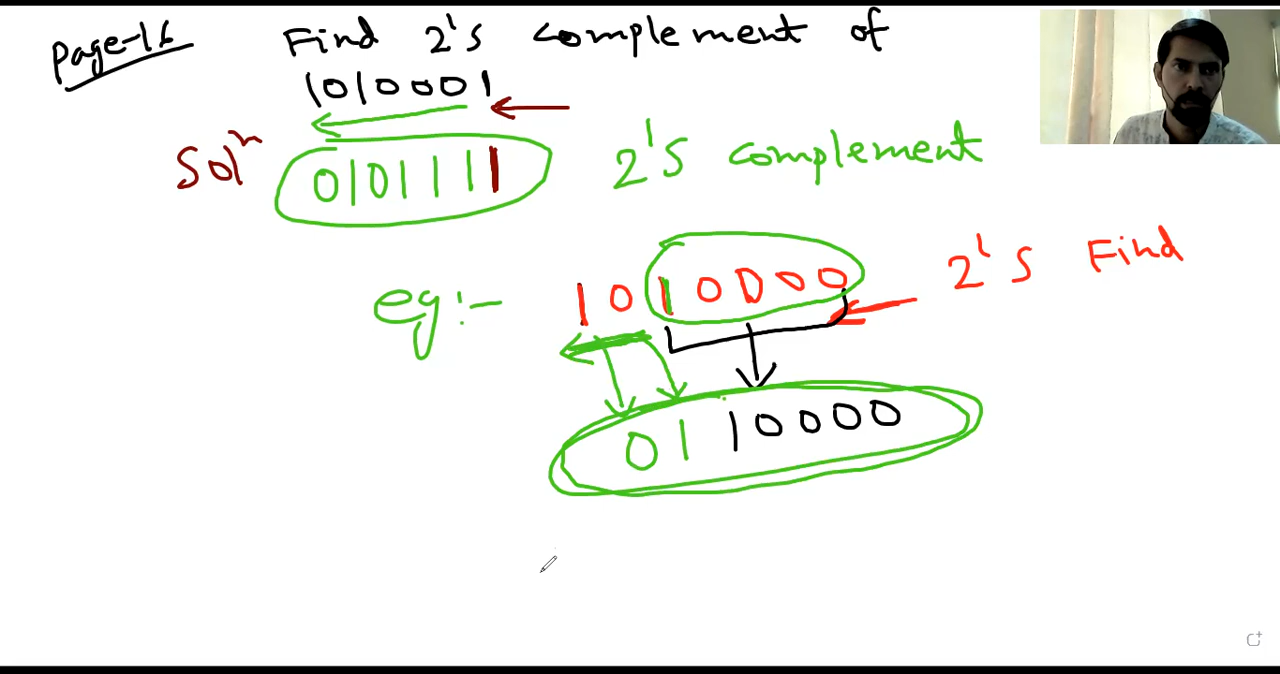 Page-16 Find 2's complement of
1010001
Soln 0101111 2's complement
eg:- 1010000 2's Find
0110000